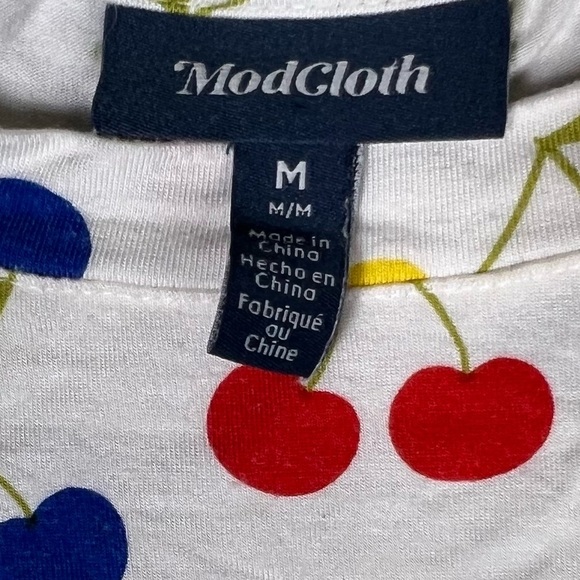 ModCloth
M
M/M
Made in
China
Hecho en
China
Fabriqué
au
Chine